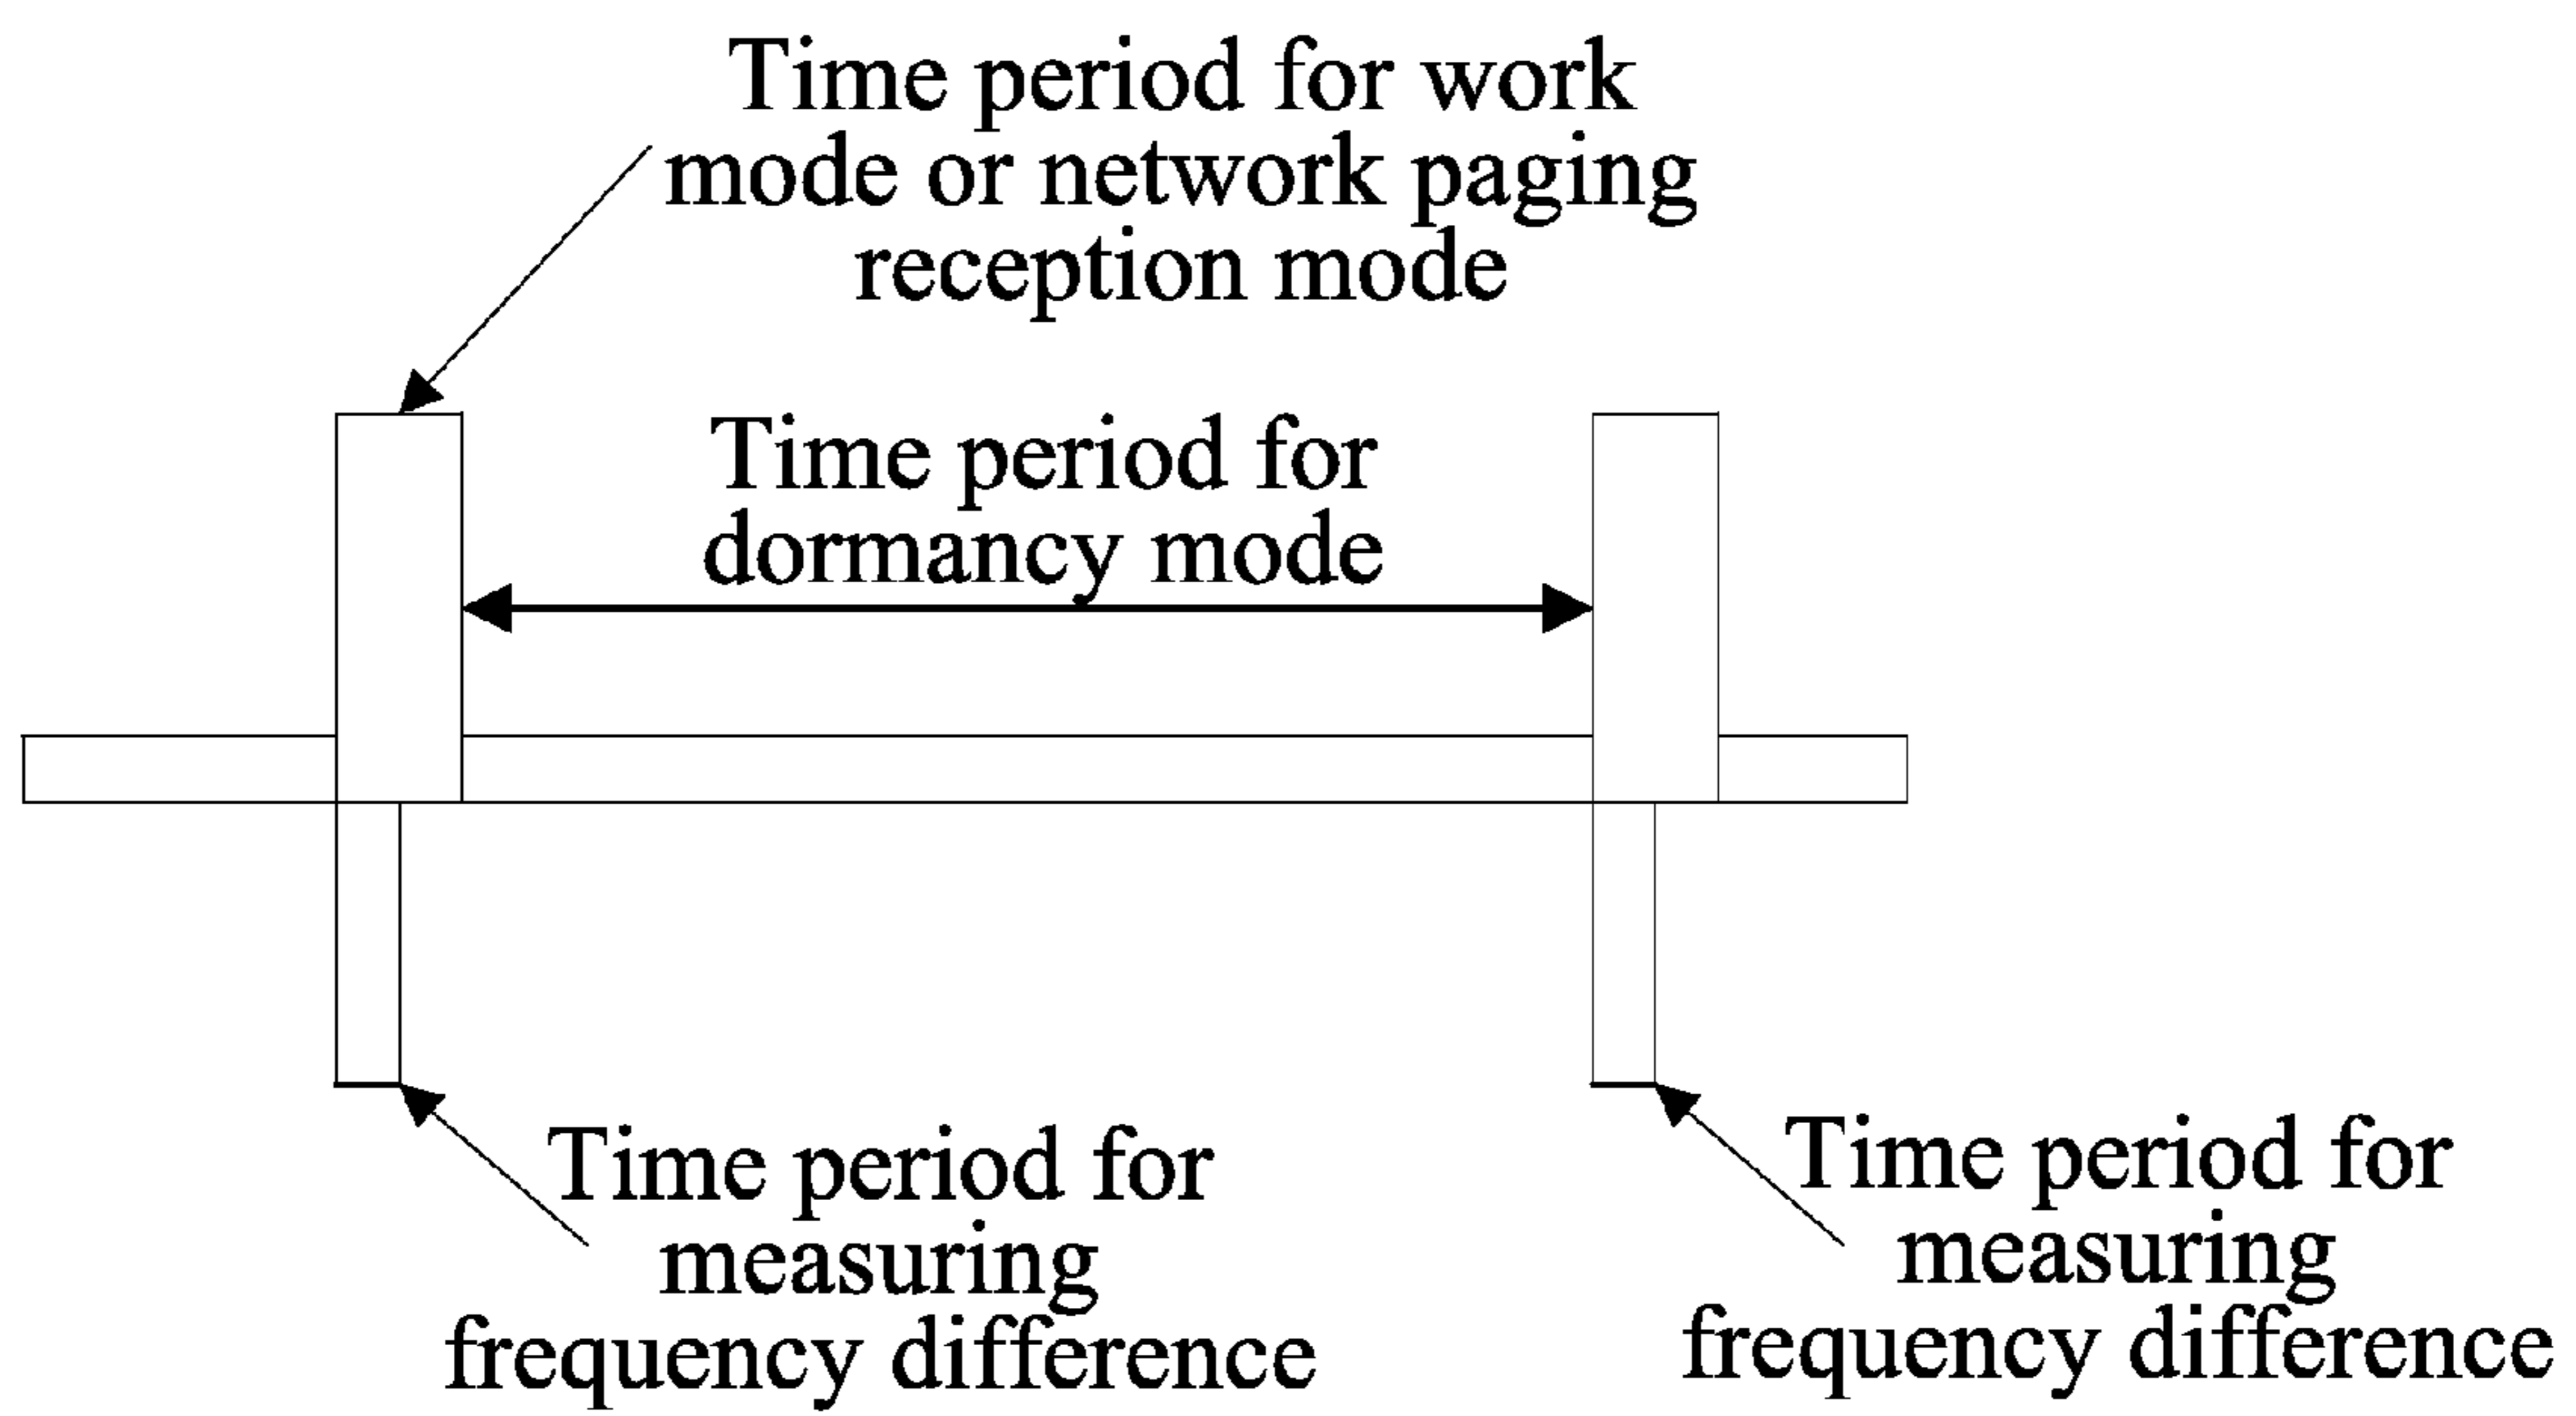 Time period for work
mode or network paging
reception mode
Time period for
dormancy mode
Time period for
measuring
frequency difference
Time period for
measuring
frequency difference